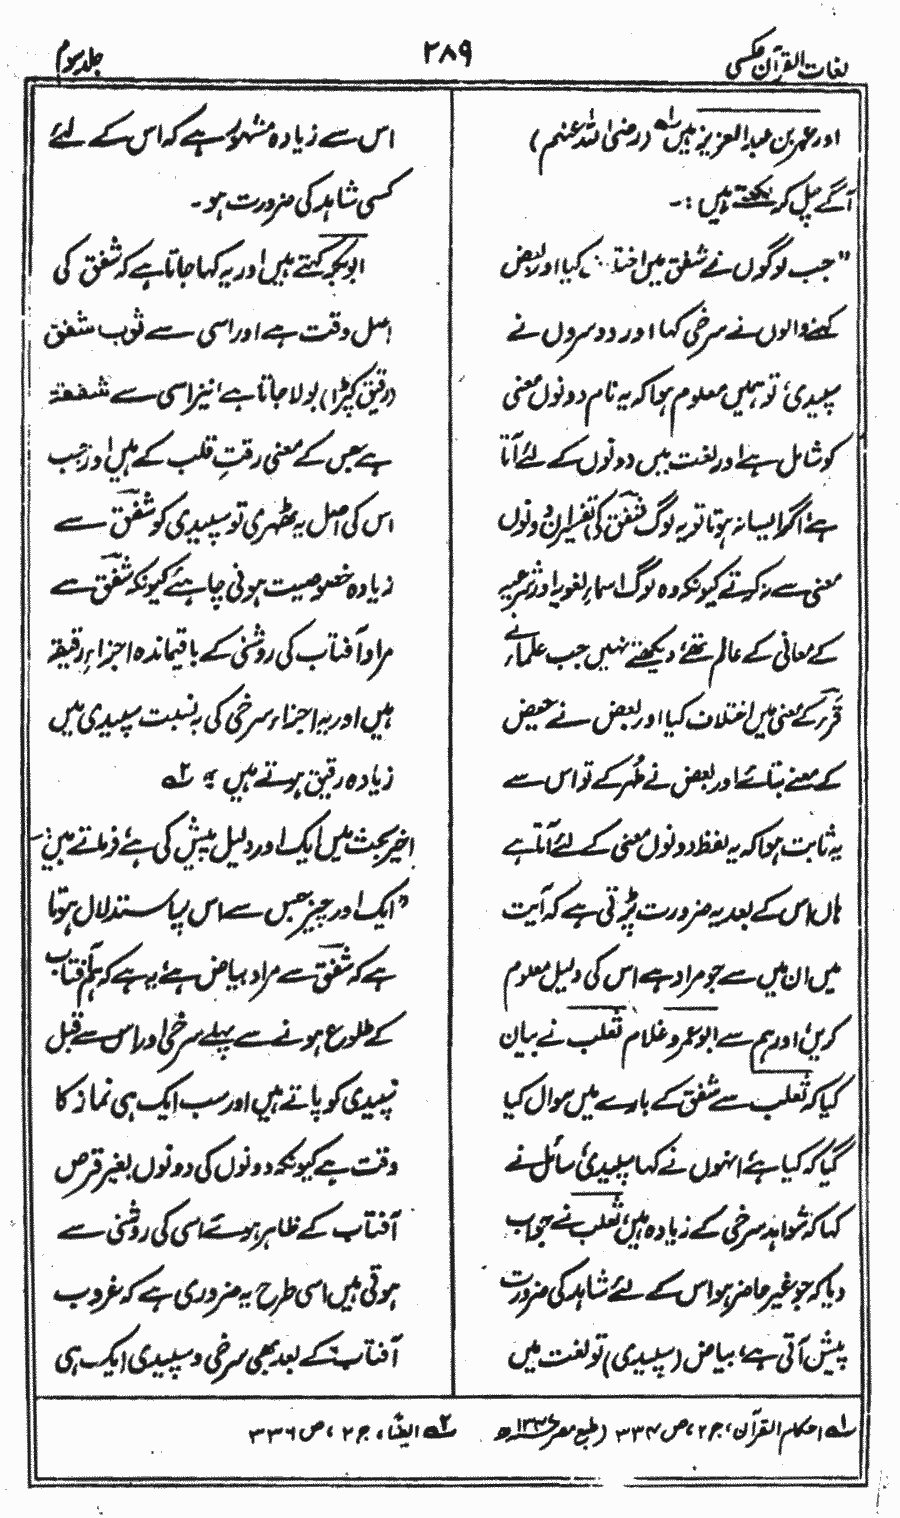 لغات القرآن عکسی
۲۸۹
جلد سوم
اور عمر بن عبد العزیز ہیں لہ (رضی اللہ عنہم)
آگے چل کر لکھتے ہیں :-
"جب لوگوں نے شفق میں اختلاف کیا اور بعض
کہنے والوں نے سرخی کہا اور دوسروں نے
سپیدی، تو ہمیں معلوم ہوا کہ یہ نام دونوں معنی
کو شامل ہے اور لغت میں دونوں کے لئے آتا
ہے، اگر ایسا نہ ہوتا تو یہ لوگ شفق کی تفسیر ان دونوں
معنی سے نہ کرتے کیونکہ وہ لوگ اسماءِ لغویہ اور شرعیہ
کے معانی کے عالم تھے، دیکھتے نہیں جب علماء نے
قرء کے معنی میں اختلاف کیا اور بعض نے حیض
کے معنے بتائے اور بعض نے طُہر کے تو اس سے
یہ ثابت ہوا کہ یہ لفظ دونوں معنی کے لئے آتا ہے
ہاں اس کے بعد یہ ضرورت پڑتی ہے کہ آیت
میں ان میں سے جو مراد ہے اس کی دلیل معلوم
کریں، اور ہم سے ابو عمرو غلام ثعلب نے بیان
کیا کہ ثعلب سے شفق کے بارے میں سوال کیا
گیا کہ کیا ہے، انہوں نے کہا سپیدی، سائل نے
کہا کہ شواہد سرخی کے زیادہ ہیں، ثعلب نے جواب
دیا کہ جو غیر حاضر ہو اس کے لئے شاہد کی ضرورت
پیش آتی ہے، بیاض (سپیدی) تو لغت میں
اس سے زیادہ مشہور ہے کہ اس کے لئے
کسی شاہد کی ضرورت ہو۔
ابوبکر کہتے ہیں اور یہ کہا جاتا ہے کہ شفق کی
اصل وقت ہے اور اسی سے ثوب شفق
(رقیق کپڑا) بولا جاتا ہے، نیز اسی سے شفقۃ
ہے جس کے معنی رقتِ قلب کے ہیں، اور جب
اس کی اصل یہ ٹھہری تو سپیدی کو شفق سے
زیادہ خصوصیت ہونی چاہئے کیونکہ شفق سے
مراد آفتاب کی روشنی کے باقیماندہ اجزاءِ رقیقہ
ہیں اور یہ اجزاء سرخی کی بہ نسبت سپیدی میں
زیادہ رقیق ہوتے ہیں" لہ۲
اخیر بحث میں ایک اور دلیل پیش کی ہے، فرماتے ہیں:-
"ایک اور چیز جس سے اس پہ استدلال ہوتا
ہے کہ شفق سے مراد بیاض ہے، یہ ہے کہ ہم آفتاب
کے طلوع ہونے سے پہلے سرخی اور اس سے قبل
سپیدی کو پاتے ہیں اور سب ایک ہی نماز کا
وقت ہے کیونکہ دونوں کی دونوں بغیر قرص
آفتاب کے ظاہر ہوئے اسی کی روشنی سے
ہوتی ہیں اسی طرح یہ ضروری ہے کہ غروب
آفتاب کے بعد بھی سرخی و سپیدی ایک ہی
لہ۱ احکام القرآن، ج ۲، ص ۳۳۴ (طبع مصر ھ
لہ۲ ایضًا، ج ۲، ص ۳۳۶